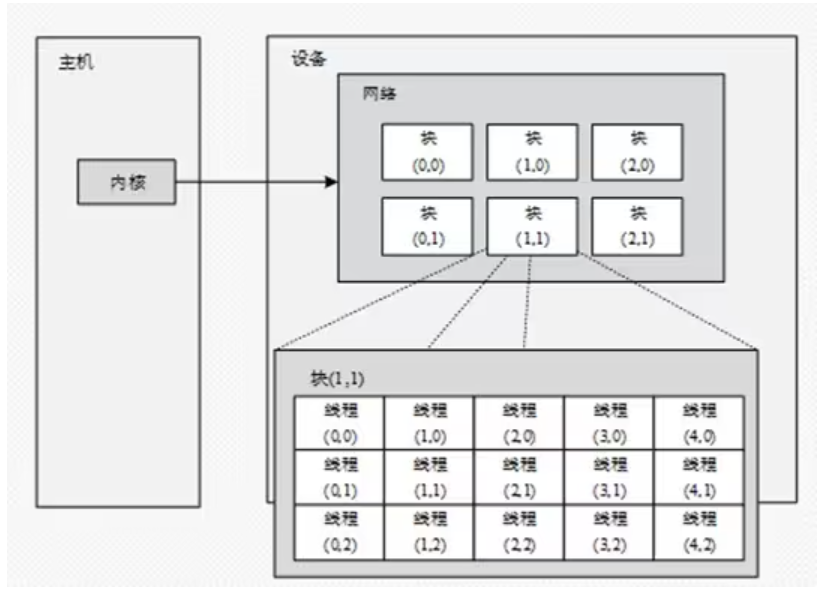 主机
设备
网络
内核
块 块 块
(0,0) (1,0) (2,0)
块 块 块
(0,1) (1,1) (2,1)
块(1,1)
线程 线程 线程 线程 线程
(0,0) (1,0) (2,0) (3,0) (4,0)
线程 线程 线程 线程 线程
(0,1) (1,1) (2,1) (3,1) (4,1)
线程 线程 线程 线程 线程
(0,2) (1,2) (2,2) (3,2) (4,2)